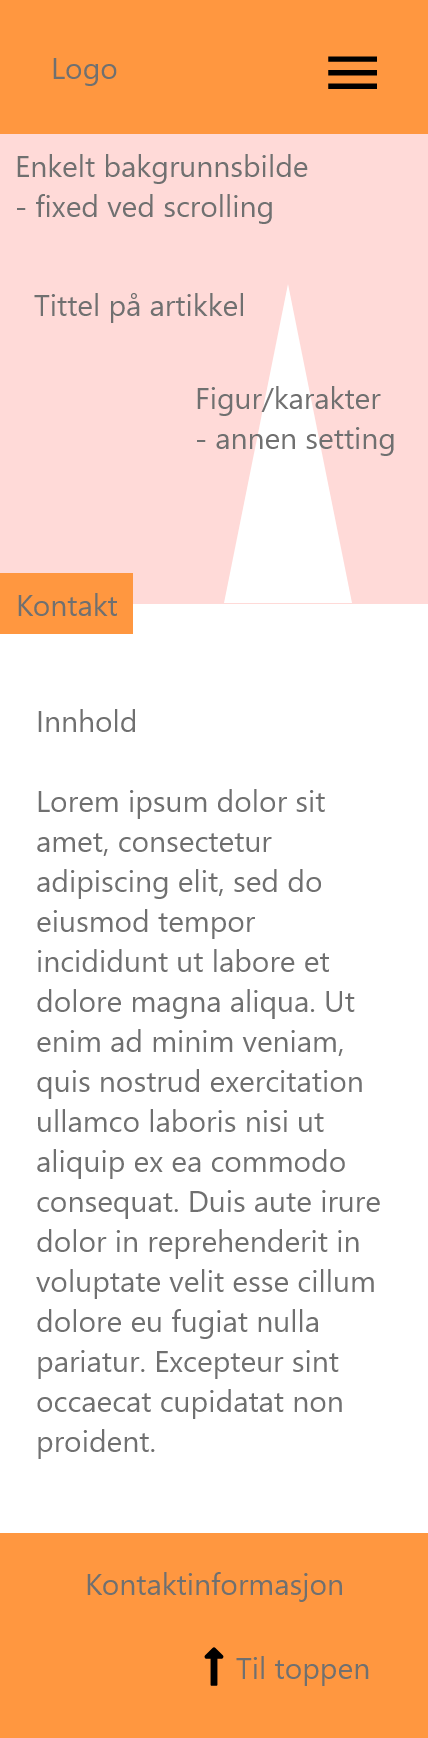 Logo
Enkelt bakgrunnsbilde
- fixed ved scrolling
Tittel på artikkel
Figur/karakter
- annen setting
Kontakt
Innhold
Lorem ipsum dolor sit
amet, consectetur
adipiscing elit, sed do
eiusmod tempor
incididunt ut labore et
dolore magna aliqua. Ut
enim ad minim veniam,
quis nostrud exercitation
ullamco laboris nisi ut
aliquip ex ea commodo
consequat. Duis aute irure
dolor in reprehenderit in
voluptate velit esse cillum
dolore eu fugiat nulla
pariatur. Excepteur sint
occaecat cupidatat non
proident.
Kontaktinformasjon
Til toppen